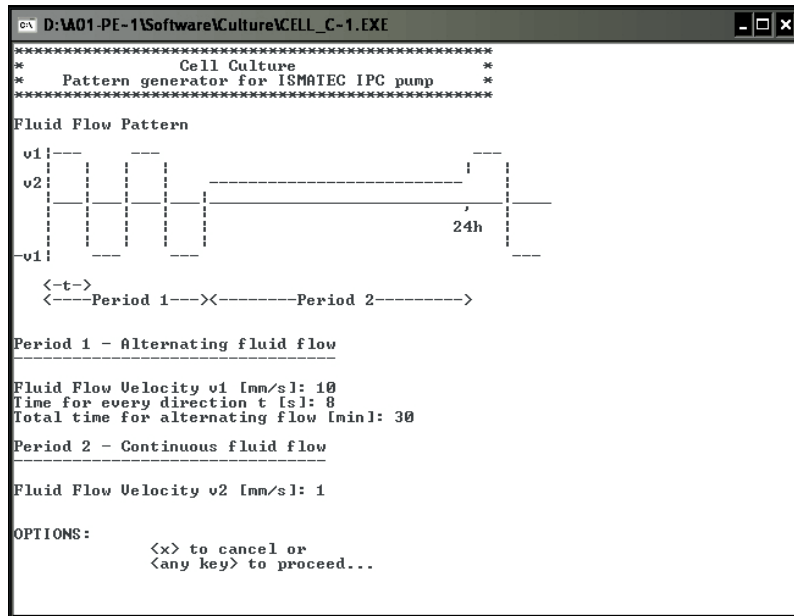 D:\A01-PE-1\Software\Culture\CELL_C~1.EXE
**************************************************
* Cell Culture *
* Pattern generator for ISMATEC IPC pump *
**************************************************
Fluid Flow Pattern
v1
v2
24h
-v1
<-t->
<----Period 1---><--------Period 2--------->
Period 1 - Alternating fluid flow
Fluid Flow Velocity v1 [mm/s]: 10
Time for every direction t [s]: 8
Total time for alternating flow [min]: 30
Period 2 - Continuous fluid flow
Fluid Flow Velocity v2 [mm/s]: 1
OPTIONS:
<x> to cancel or
<any key> to proceed...